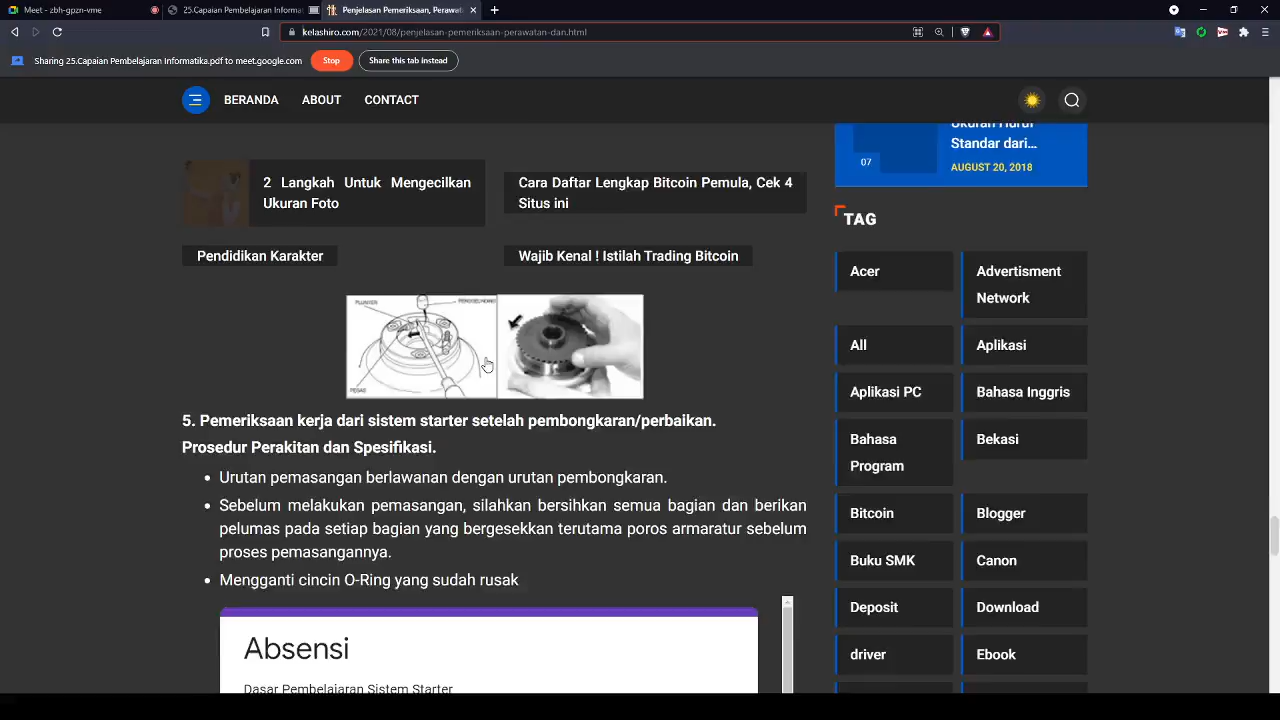 Meet - zbh-gpzn-vme
25.Capaian Pembelajaran Informat
Penjelasan Pemeriksaan, Perawat
kelashiro.com/2021/08/penjelasan-pemeriksaan-perawatan-dan.html
Sharing 25.Capaian Pembelajaran Informatika.pdf to meet.google.com
Stop
Share this tab instead
BERANDA
ABOUT
CONTACT
2 Langkah Untuk Mengecilkan
Ukuran Foto
Cara Daftar Lengkap Bitcoin Pemula, Cek 4
Situs ini
Pendidikan Karakter
Wajib Kenal ! Istilah Trading Bitcoin
PLUNYER
PEGAS
5. Pemeriksaan kerja dari sistem starter setelah pembongkaran/perbaikan.
Prosedur Perakitan dan Spesifikasi.
• Urutan pemasangan berlawanan dengan urutan pembongkaran.
• Sebelum melakukan pemasangan, silahkan bersihkan semua bagian dan berikan
pelumas pada setiap bagian yang bergesekkan terutama poros armaratur sebelum
proses pemasangannya.
• Mengganti cincin O-Ring yang sudah rusak
Absensi
Dasar Pembelajaran Sistem Starter
Ukuran Huruf
Standar dari...
07
AUGUST 20, 2018
TAG
Acer
Advertisment
Network
All
Aplikasi
Aplikasi PC
Bahasa Inggris
Bahasa
Program
Bekasi
Bitcoin
Blogger
Buku SMK
Canon
Deposit
Download
driver
Ebook